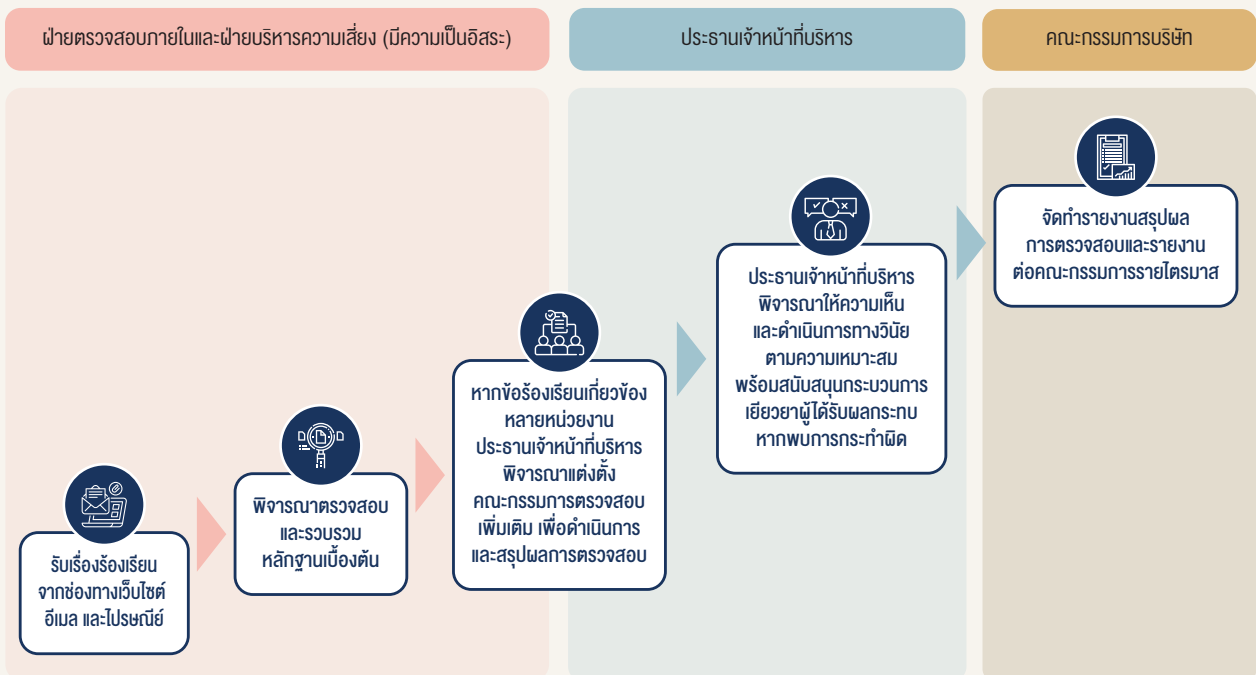 ฝ่ายตรวจสอบภายในและฝ่ายบริหารความเสี่ยง (มีความเป็นอิสระ)
ประธานเจ้าหน้าที่บริหาร
คณะกรรมการบริษัท
รับเรื่องร้องเรียน
จากช่องทางเว็บไซต์
อีเมล และไปรษณีย์
พิจารณาตรวจสอบ
และรวบรวม
หลักฐานเบื้องต้น
หากข้อร้องเรียนเกี่ยวข้อง
หลายหน่วยงาน
ประธานเจ้าหน้าที่บริหาร
พิจารณาแต่งตั้ง
คณะกรรมการตรวจสอบ
เพิ่มเติม เพื่อดำเนินการ
และสรุปผลการตรวจสอบ
ประธานเจ้าหน้าที่บริหาร
พิจารณาให้ความเห็น
และดำเนินการทางวินัย
ตามความเหมาะสม
พร้อมสนับสนุนกระบวนการ
เยียวยาผู้ได้รับผลกระทบ
หากพบการกระทำผิด
จัดทำรายงานสรุปผล
การตรวจสอบและรายงาน
ต่อคณะกรรมการรายไตรมาส